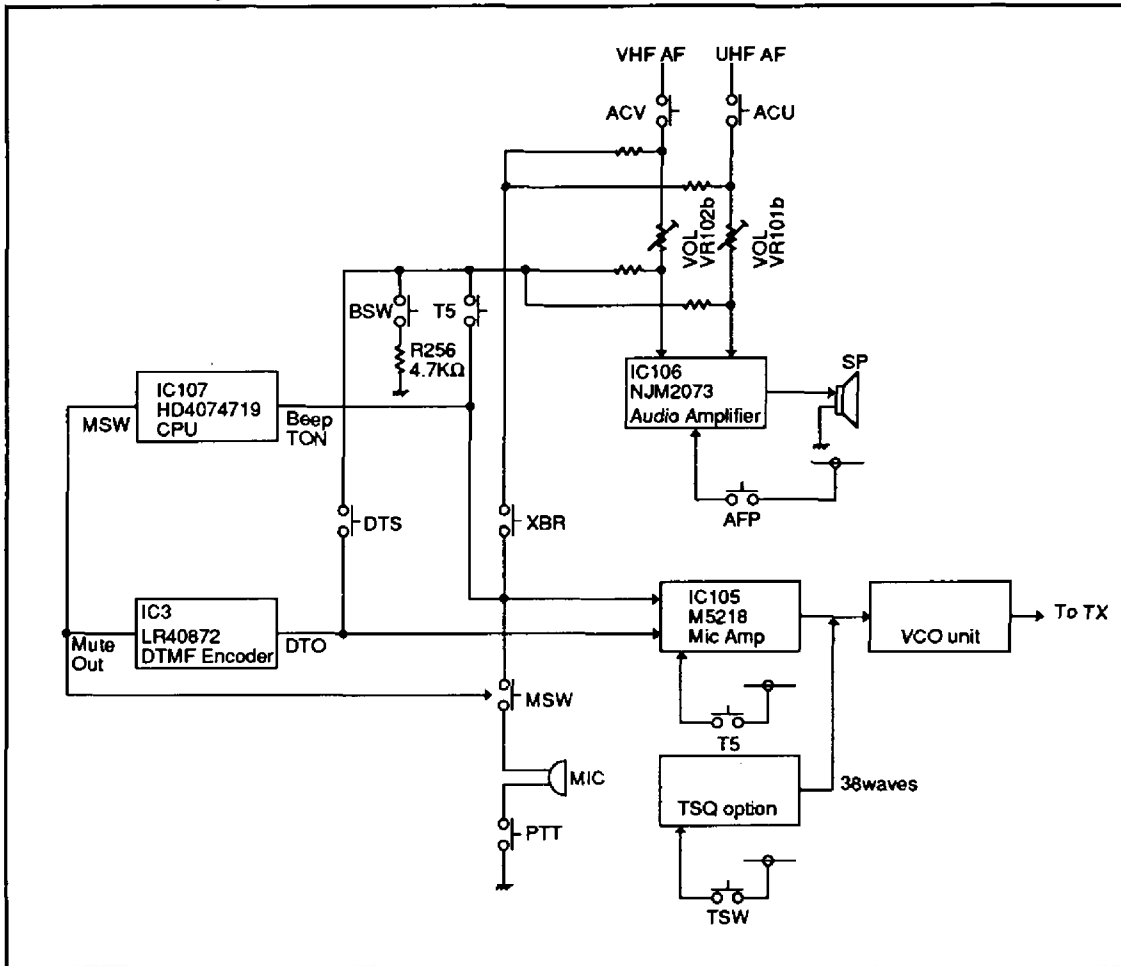 VHF AF
UHF AF
ACV
ACU
VOL
VR102b
VOL
VR101b
BSW
T5
R256
4.7KΩ
IC107
HD4074719
CPU
MSW
Beep
TON
IC106
NJM2073
Audio Amplifier
SP
AFP
DTS
XBR
IC3
LR40872
DTMF Encoder
Mute
Out
DTO
IC105
M5218
Mic Amp
VCO unit
To TX
MSW
T5
MIC
TSQ option
38waves
PTT
TSW